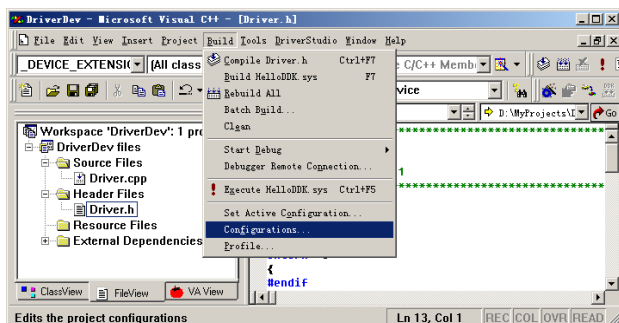 DriverDev - Microsoft Visual C++ - [Driver.h]
File Edit View Insert Project Build Tools DriverStudio Window Help
_DEVICE_EXTENSI (All class
C/C++ Memb
Compile Driver.h Ctrl+F7
Build HelloDDK.sys F7
Rebuild All
Batch Build...
Clean
Start Debug
Debugger Remote Connection...
Execute HelloDDK.sys Ctrl+F5
Set Active Configuration...
Configurations...
Profile...
vice
D:\MyProjects\D Go
Workspace 'DriverDev': 1 pro
DriverDev files
Source Files
Driver.cpp
Header Files
Driver.h
Resource Files
External Dependencies
************************************
1
************************************
{
#endif
ClassView FileView VA View
Edits the project configurations Ln 13, Col 1 REC COL OVR READ